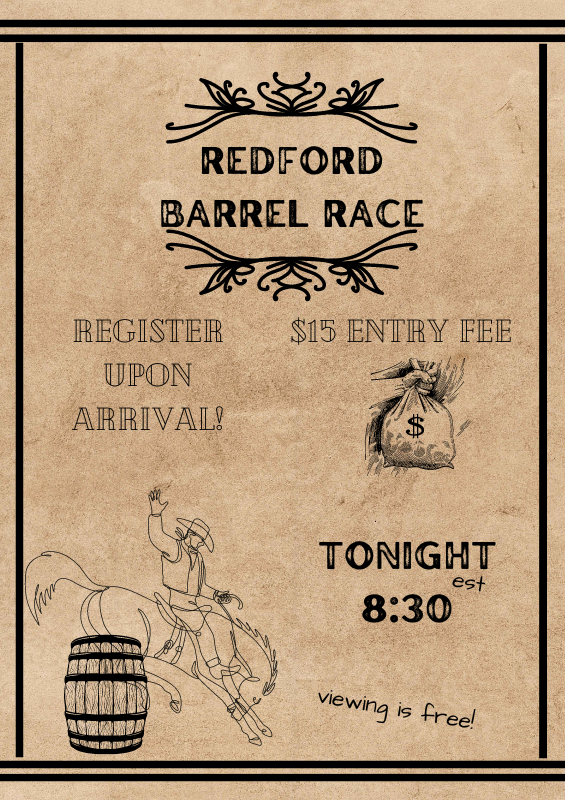 REDFORD
BARREL RACE
REGISTER
UPON
ARRIVAL!
$15 ENTRY FEE
$
TONIGHT
est
8:30
viewing is free!